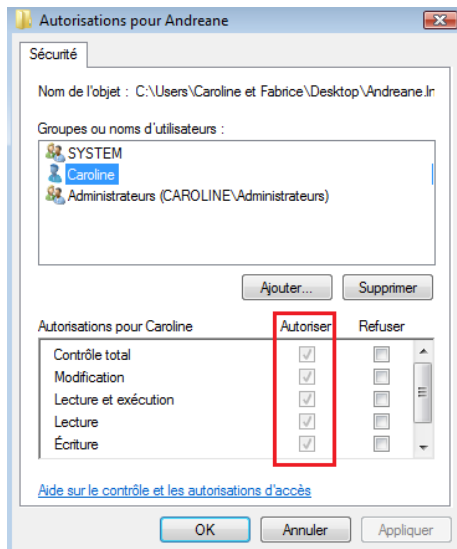 Autorisations pour Andreane
Sécurité
Nom de l'objet : C:\Users\Caroline et Fabrice\Desktop\Andreane.ln
Groupes ou noms d'utilisateurs :
SYSTEM
Caroline
Administrateurs (CAROLINE\Administrateurs)
Ajouter... Supprimer
Autorisations pour Caroline Autoriser Refuser
Contrôle total
Modification
Lecture et exécution
Lecture
Écriture
Aide sur le contrôle et les autorisations d'accès
OK Annuler Appliquer